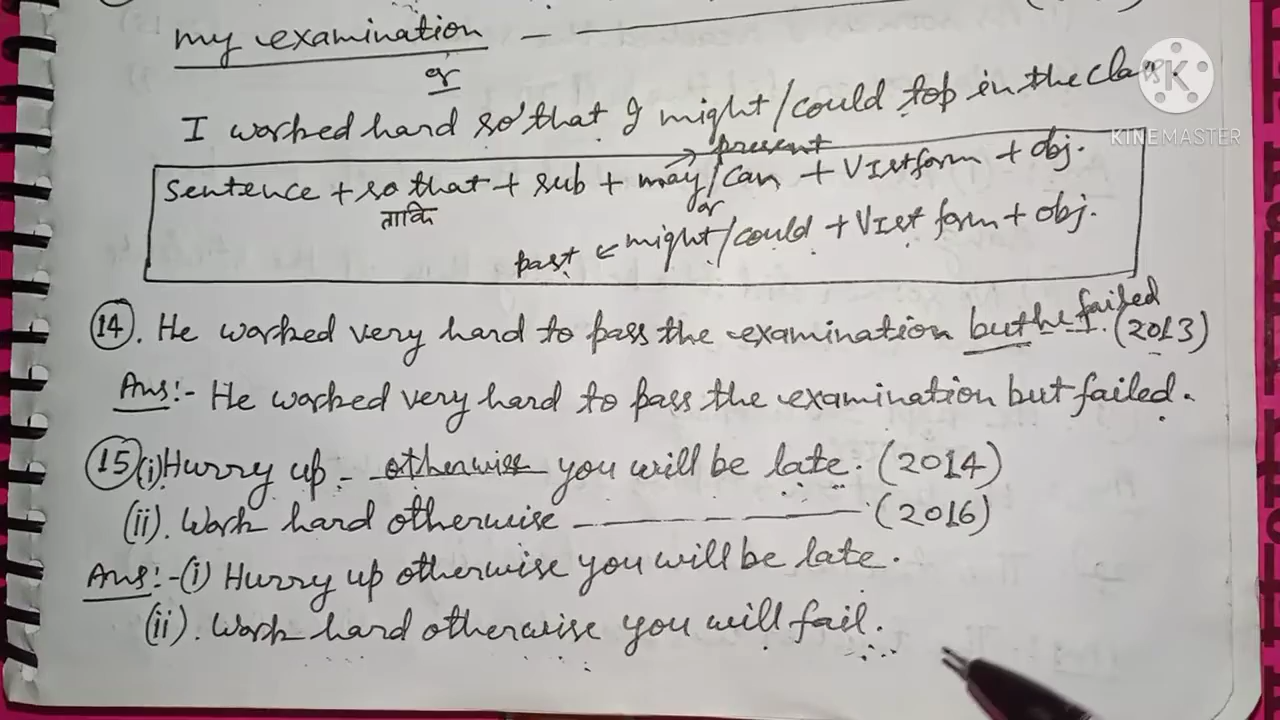 my examination — ————
or
I worked hard so that I might/could top in the class.
KINEMASTER
present
Sentence + so that + sub + may/can + VIst form + obj.
ताकि
or
past ← might/could + VIst form + obj.
(14). He worked very hard to pass the examination but he failed. (2013)
Ans:- He worked very hard to pass the examination but failed.
(15)(i) Hurry up - otherwise you will be late. (2014)
(ii). Work hard otherwise ———————— (2016)
Ans:-(i) Hurry up otherwise you will be late.
(ii). Work hard otherwise you will fail.